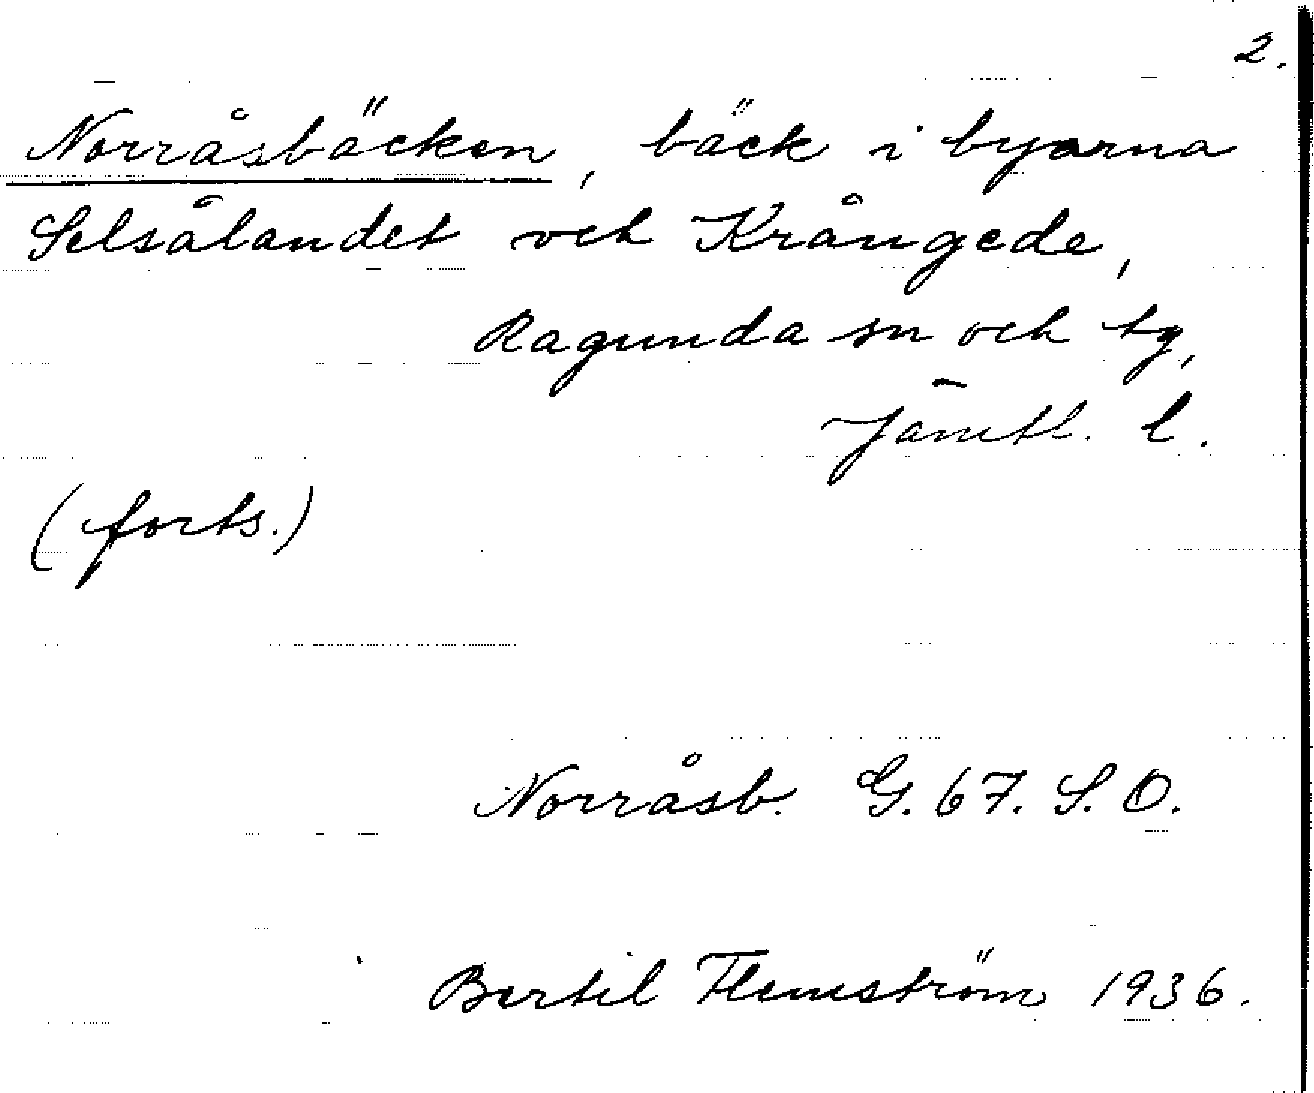 2.
Norråsbäcken, bäck i byarna
Selsålandet och Krångede,
Ragunda sn och tg,
Jämtl. l.
(forts.)
Norråsb. G. 67. S. O.
Bertil Flemström 1936.